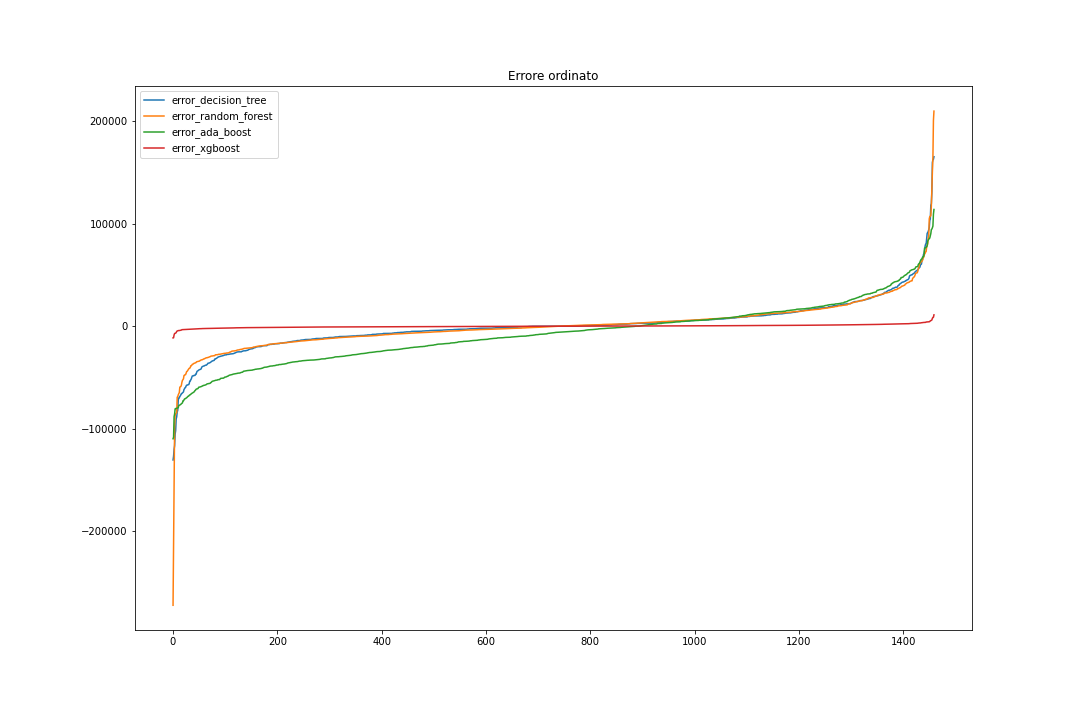 Errore ordinato
error_decision_tree
error_random_forest
error_ada_boost
error_xgboost
200000
100000
0
−100000
−200000
0 200 400 600 800 1000 1200 1400